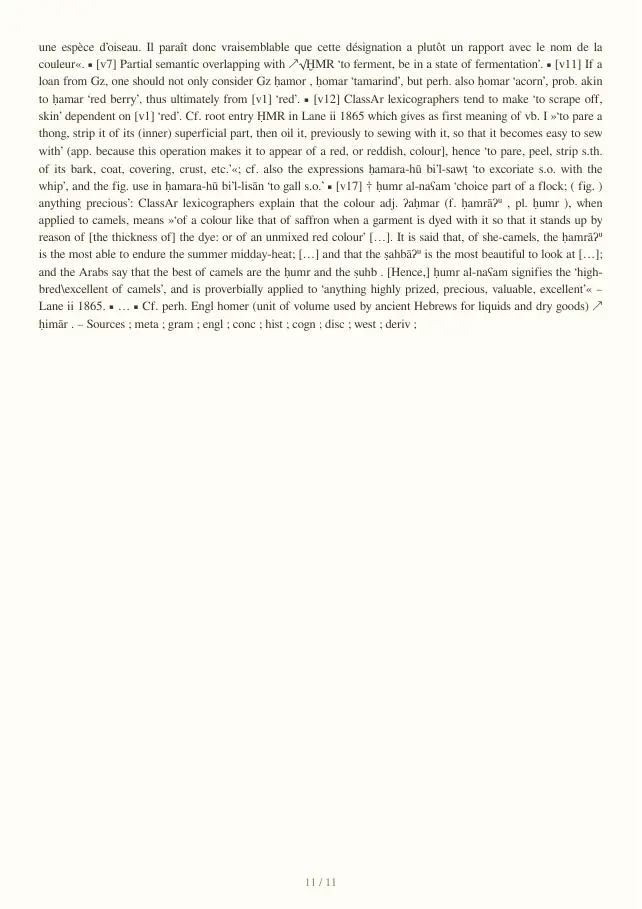 une espèce d’oiseau. Il paraît donc vraisemblable que cette désignation a plutôt un rapport avec le nom de la
couleur«. ▪ [v7] Partial semantic overlapping with ↗√ḪMR ‘to ferment, be in a state of fermentation’. ▪ [v11] If a
loan from Gz, one should not only consider Gz ḥamor , ḥomar ‘tamarind’, but perh. also ḥomar ‘acorn’, prob. akin
to ḥamar ‘red berry’, thus ultimately from [v1] ‘red’. ▪ [v12] ClassAr lexicographers tend to make ‘to scrape off,
skin’ dependent on [v1] ‘red’. Cf. root entry ḤMR in Lane ii 1865 which gives as first meaning of vb. I »‘to pare a
thong, strip it of its (inner) superficial part, then oil it, previously to sewing with it, so that it becomes easy to sew
with’ (app. because this operation makes it to appear of a red, or reddish, colour], hence ‘to pare, peel, strip s.th.
of its bark, coat, covering, crust, etc.’«; cf. also the expressions ḥamara-hū bi’l-sawṭ ‘to excoriate s.o. with the
whip’, and the fig. use in ḥamara-hū bi’l-lisān ‘to gall s.o.‘ ▪ [v17] † ḥumr al-naʕam ‘choice part of a flock; ( fig. )
anything precious’: ClassAr lexicographers explain that the colour adj. ʔaḥmar (f. ḥamrāʔᵘ , pl. ḥumr ), when
applied to camels, means »‘of a colour like that of saffron when a garment is dyed with it so that it stands up by
reason of [the thickness of] the dye: or of an unmixed red colour’ […]. It is said that, of she-camels, the ḥamrāʔᵘ
is the most able to endure the summer midday-heat; […] and that the ṣahbāʔᵘ is the most beautiful to look at […];
and the Arabs say that the best of camels are the ḥumr and the ṣuhb . [Hence,] ḥumr al-naʕam signifies the ‘high-
bred\excellent of camels’, and is proverbially applied to ‘anything highly prized, precious, valuable, excellent’« –
Lane ii 1865. ▪ … ▪ Cf. perh. Engl homer (unit of volume used by ancient Hebrews for liquids and dry goods) ↗
ḥimār . – Sources ; meta ; gram ; engl ; conc ; hist ; cogn ; disc ; west ; deriv ;
11 / 11